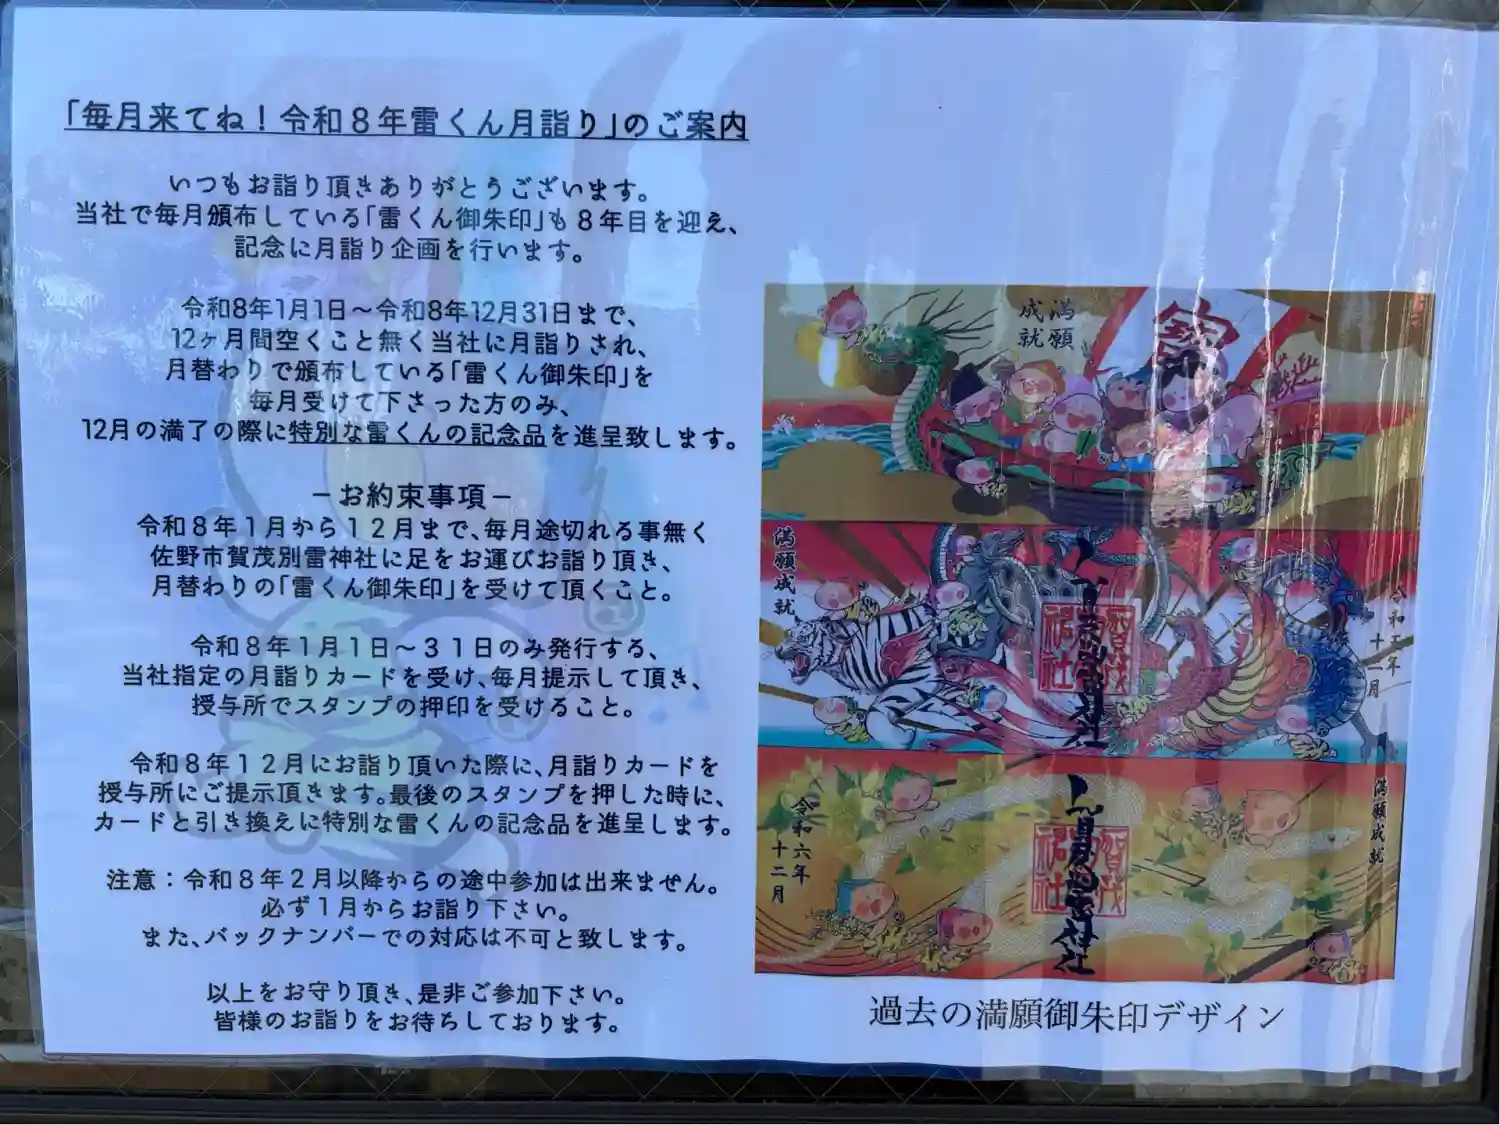 「毎月来てね！令和８年雷くん月詣り」のご案内
いつもお詣り頂きありがとうございます。
当社で毎月頒布している「雷くん御朱印」も８年目を迎え、
記念に月詣り企画を行います。
令和8年1月1日～令和8年12月31日まで、
12ヶ月間空くこと無く当社に月詣りされ、
月替わりで頒布している「雷くん御朱印」を
毎月受けて下さった方のみ、
12月の満了の際に特別な雷くんの記念品を進呈致します。
－お約束事項－
令和８年１月から１２月まで、毎月途切れる事無く
佐野市賀茂別雷神社に足をお運びお詣り頂き、
月替わりの「雷くん御朱印」を受けて頂くこと。
令和８年１月１日～３１日のみ発行する、
当社指定の月詣りカードを受け、毎月提示して頂き、
授与所でスタンプの押印を受けること。
令和８年１２月にお詣り頂いた際に、月詣りカードを
授与所にご提示頂きます。最後のスタンプを押した時に、
カードと引き換えに特別な雷くんの記念品を進呈します。
注意：令和８年２月以降からの途中参加は出来ません。
必ず１月からお詣り下さい。
また、バックナンバーでの対応は不可と致します。
以上をお守り頂き、是非ご参加下さい。
皆様のお詣りをお待ちしております。
満願
成就
寳
満願成就
令和五年
十二月
満願成就
令和六年
十二月
過去の満願御朱印デザイン